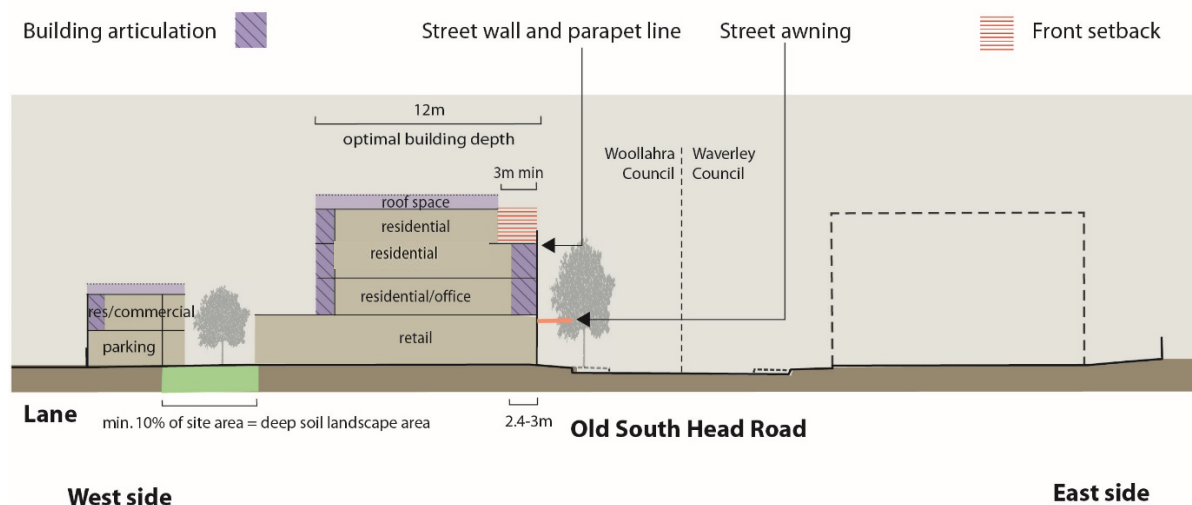 Building articulation
Street wall and parapet line
Street awning
Front setback
12m
optimal building depth
3m min
Woollahra
Council
Waverley
Council
roof space
residential
residential
residential/office
retail
res/commercial
parking
Lane
min. 10% of site area = deep soil landscape area
2.4-3m
Old South Head Road
West side
East side